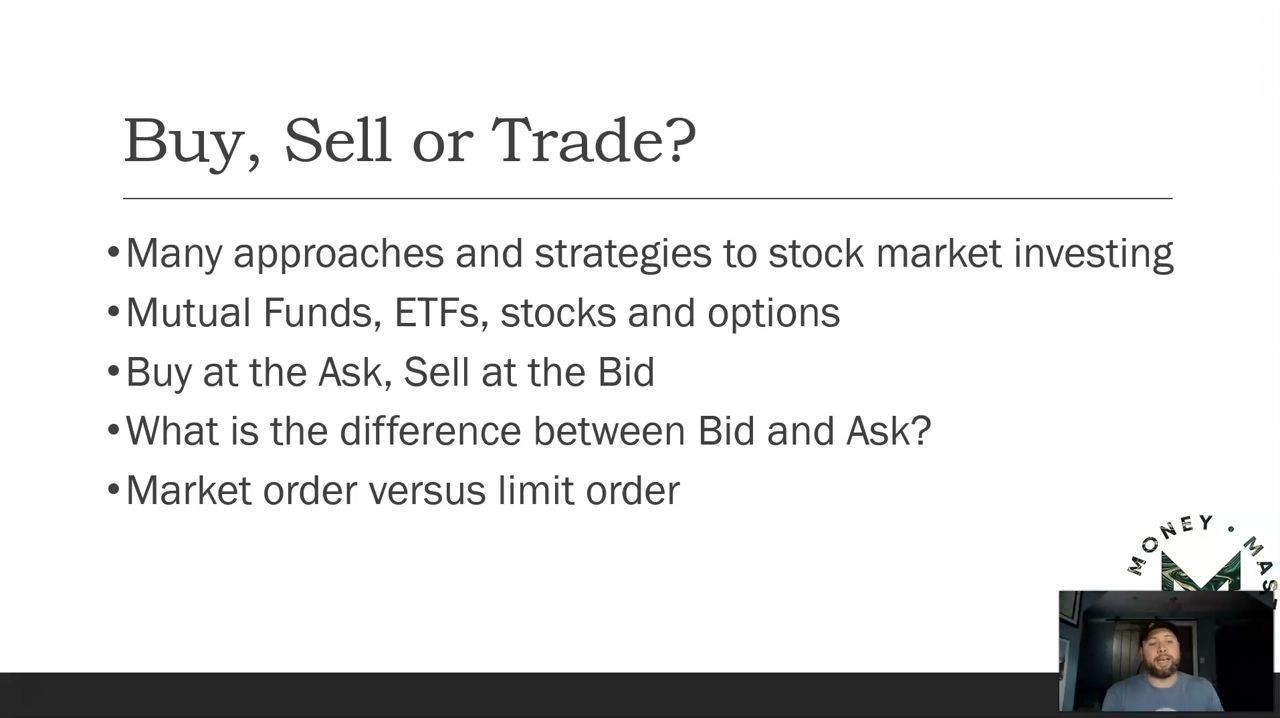 Buy, Sell or Trade?
•Many approaches and strategies to stock market investing
•Mutual Funds, ETFs, stocks and options
•Buy at the Ask, Sell at the Bid
•What is the difference between Bid and Ask?
•Market order versus limit order
MONEY •